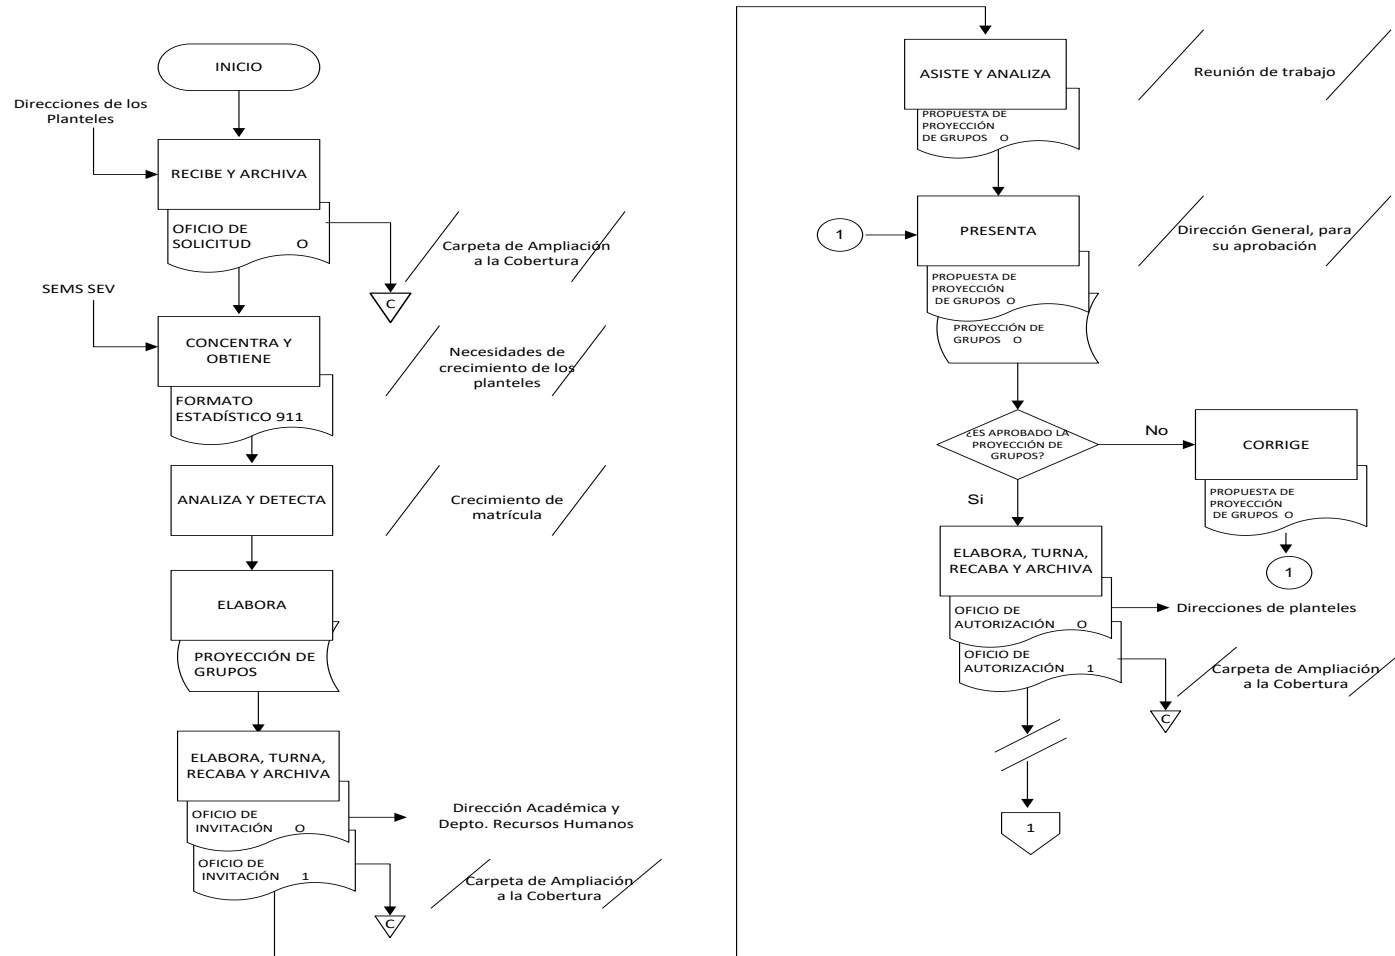 INICIO
Direcciones de los
Planteles
RECIBE Y ARCHIVA
OFICIO DE
SOLICITUD O
Carpeta de Ampliación
a la Cobertura
C
SEMS SEV
CONCENTRA Y
OBTIENE
Necesidades de
crecimiento de los
planteles
FORMATO
ESTADÍSTICO 911
ANALIZA Y DETECTA
Crecimiento de
matrícula
ELABORA
PROYECCIÓN DE
GRUPOS
ELABORA, TURNA,
RECABA Y ARCHIVA
OFICIO DE
INVITACIÓN O
Dirección Académica y
Depto. Recursos Humanos
OFICIO DE
INVITACIÓN 1
Carpeta de Ampliación
a la Cobertura
C
ASISTE Y ANALIZA
Reunión de trabajo
PROPUESTA DE
PROYECCIÓN
DE GRUPOS O
1
PRESENTA
Dirección General, para
su aprobación
PROPUESTA DE
PROYECCIÓN
DE GRUPOS O
PROYECCIÓN DE
GRUPOS O
¿ES APROBADO LA
PROYECCIÓN DE
GRUPOS?
No
CORRIGE
PROPUESTA DE
PROYECCIÓN
DE GRUPOS O
1
Si
ELABORA, TURNA,
RECABA Y ARCHIVA
OFICIO DE
AUTORIZACIÓN O
Direcciones de planteles
OFICIO DE
AUTORIZACIÓN 1
Carpeta de Ampliación
a la Cobertura
C
1